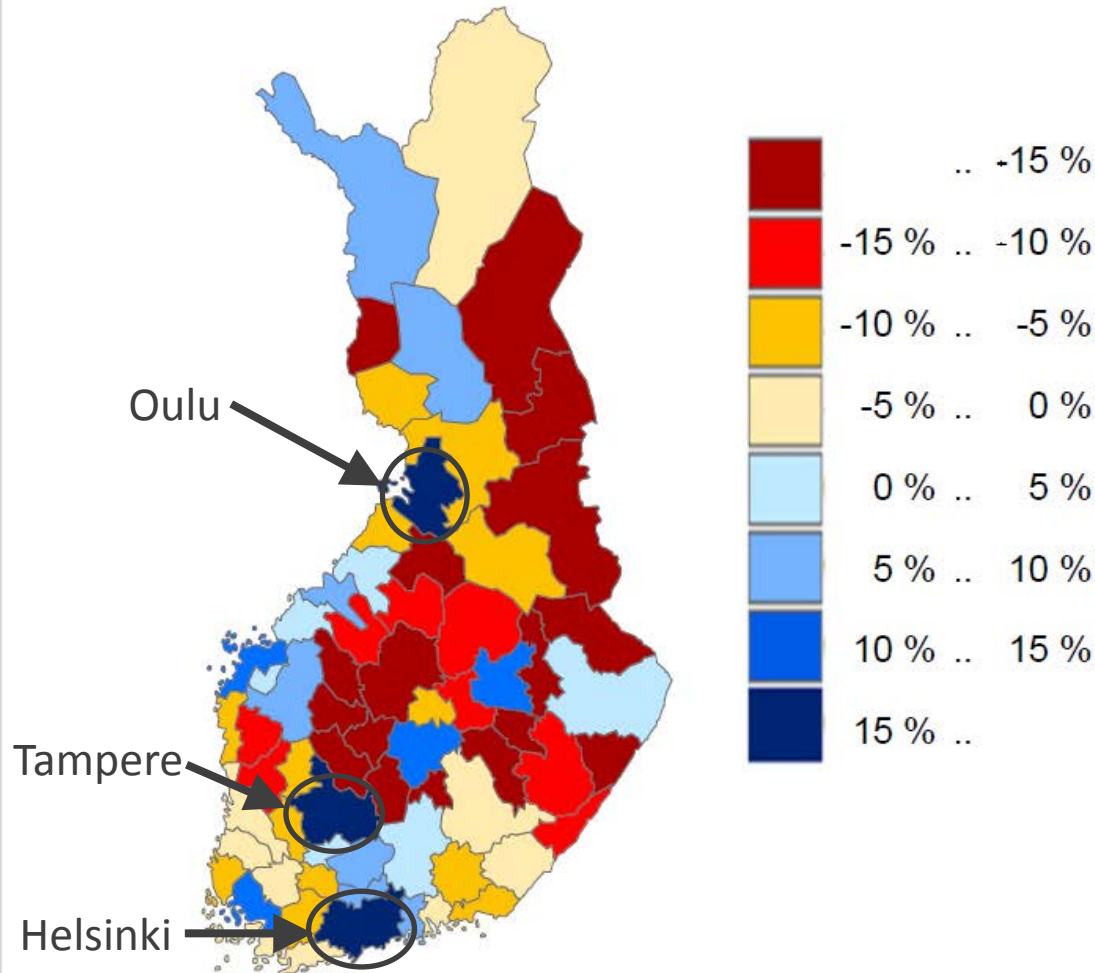 Oulu
Tampere
Helsinki
.. -15 %
-15 % .. -10 %
-10 % .. -5 %
-5 % .. 0 %
0 % .. 5 %
5 % .. 10 %
10 % .. 15 %
15 % ..